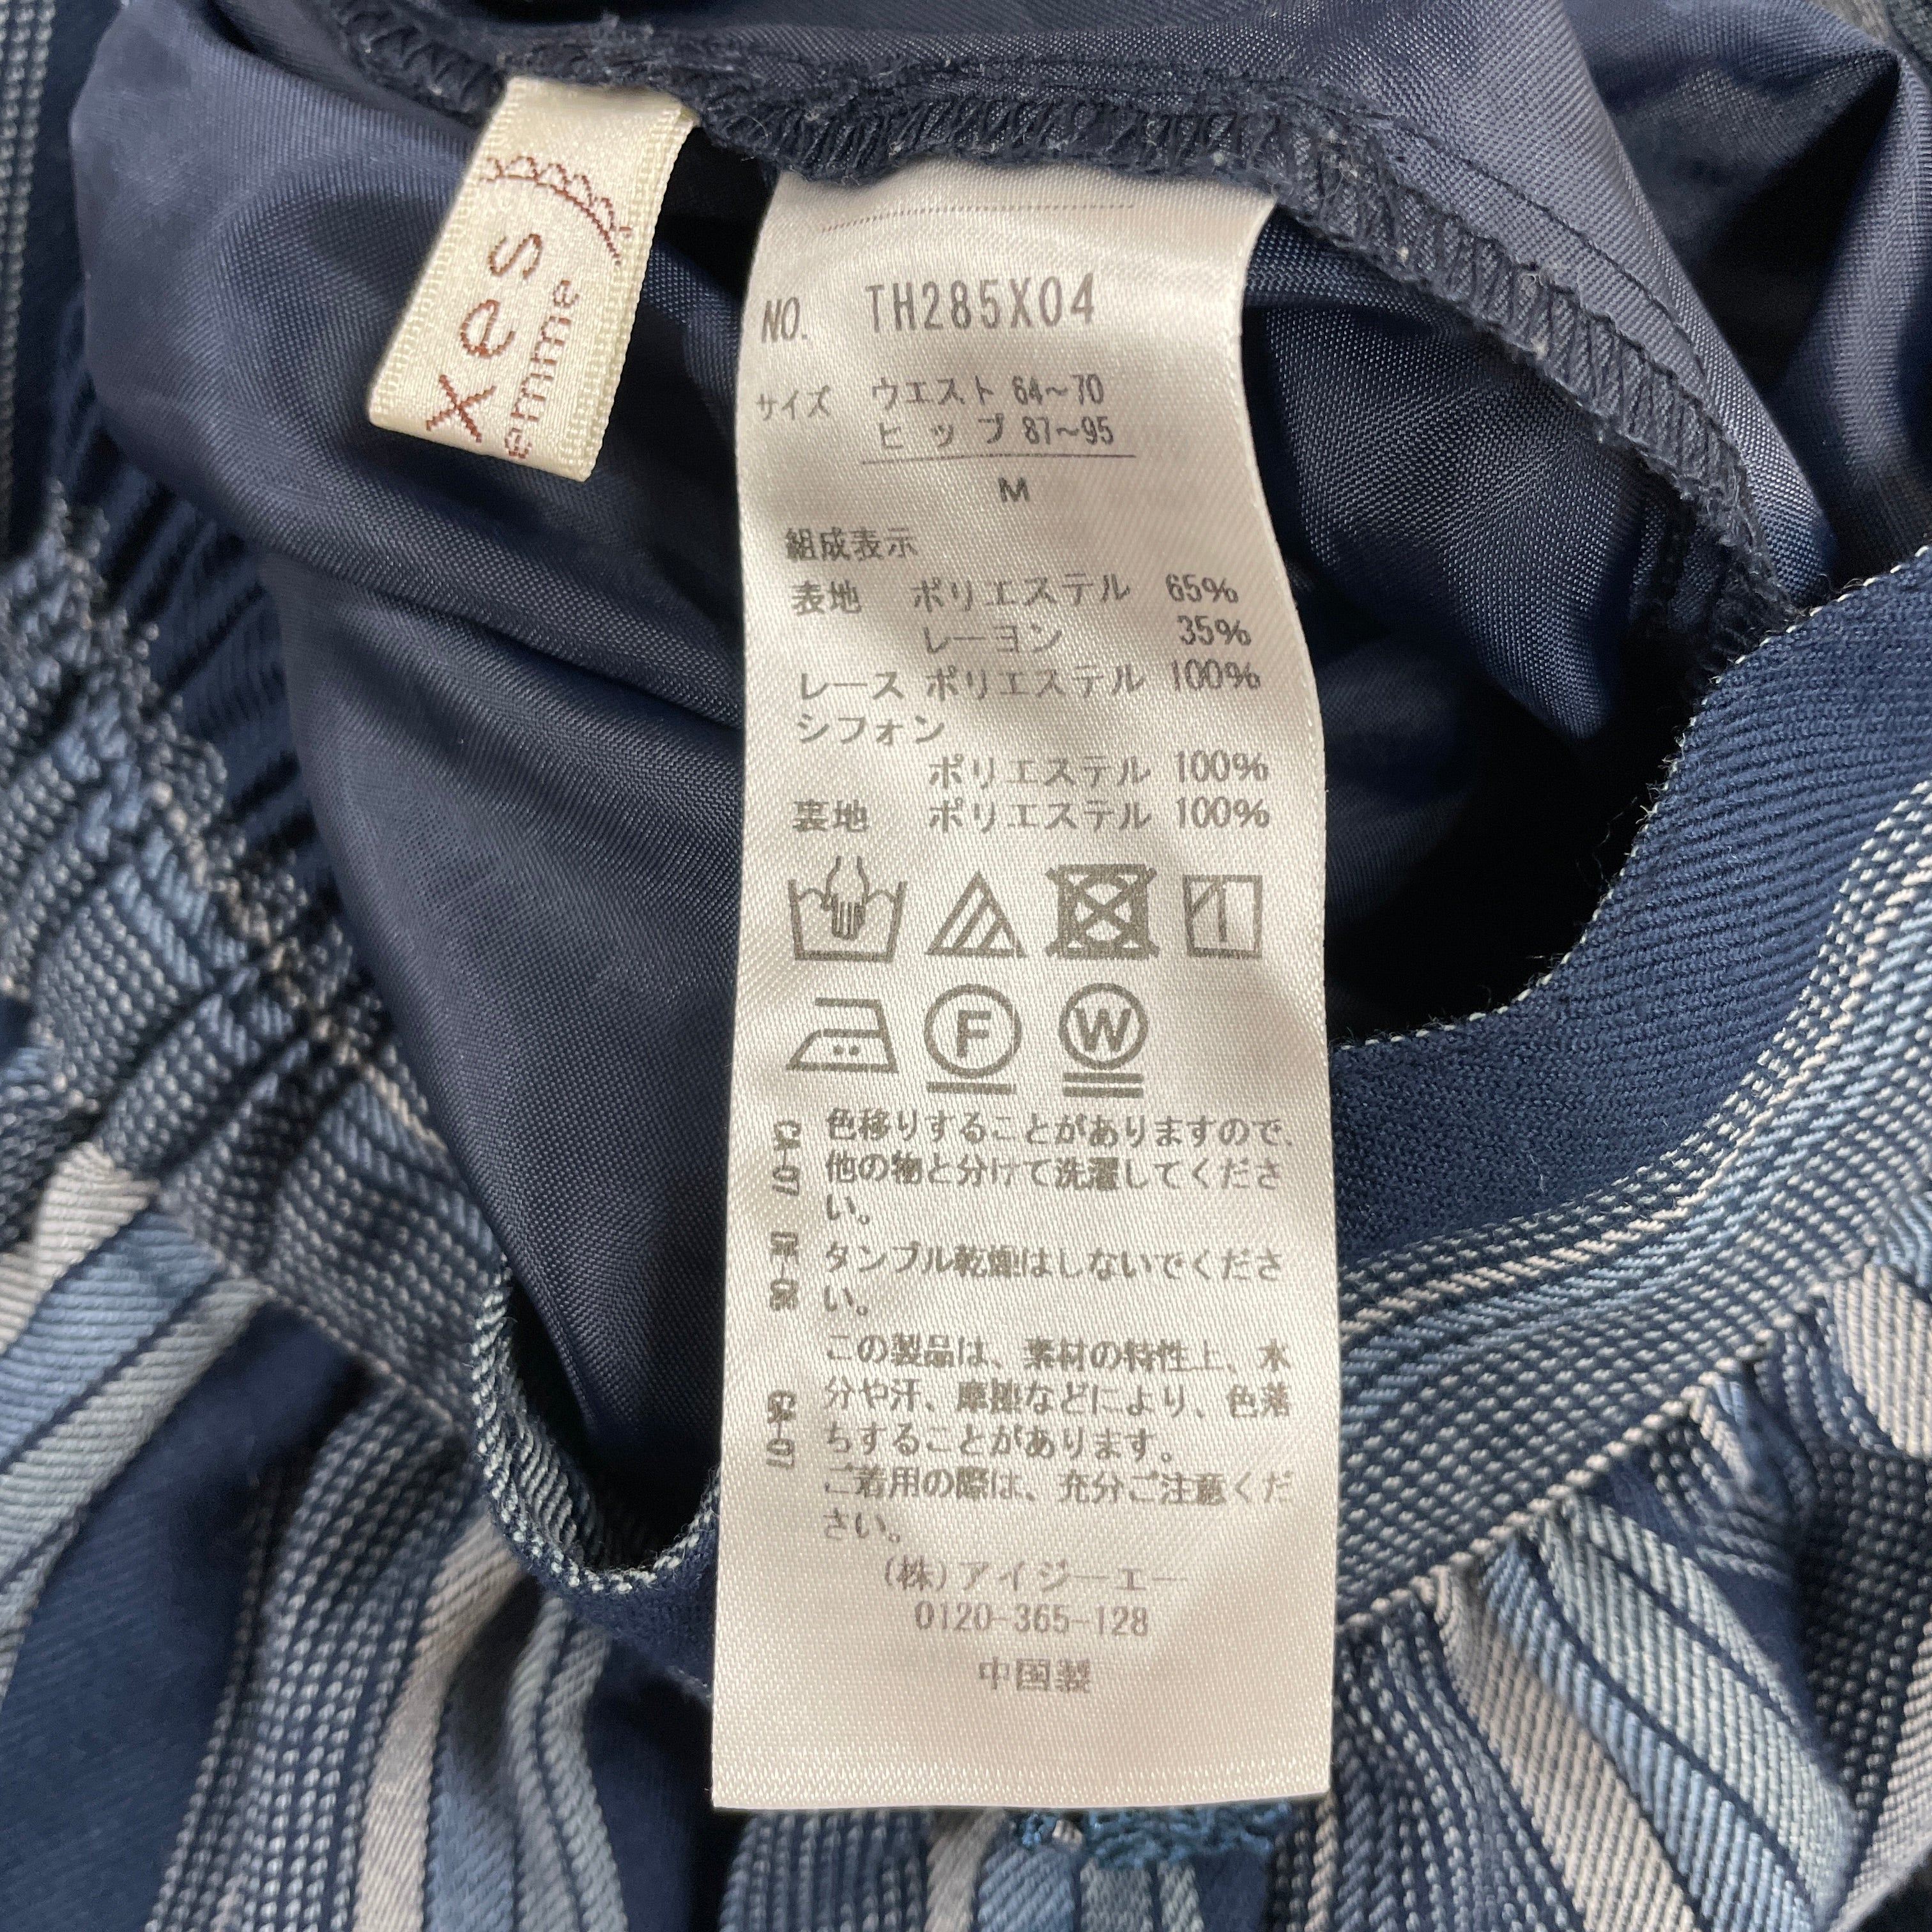 xes
emme
NO. TH285X04
サイズ ウエスト 64~70
ヒップ 87~95
M
組成表示
表地 ポリエステル 65%
レーヨン 35%
レース ポリエステル 100%
シフォン
ポリエステル 100%
裏地 ポリエステル 100%
F W
CA-07 色移りすることがありますので、
他の物と分けて洗濯してくださ
い。
タンブル乾燥はしないでくださ
い。
この製品は、素材の特性上、水
分や汗、摩擦などにより、色落
ちすることがあります。
ご着用の際は、充分ご注意くだ
さい。
(株)アイジーエー
0120-365-128
中国製